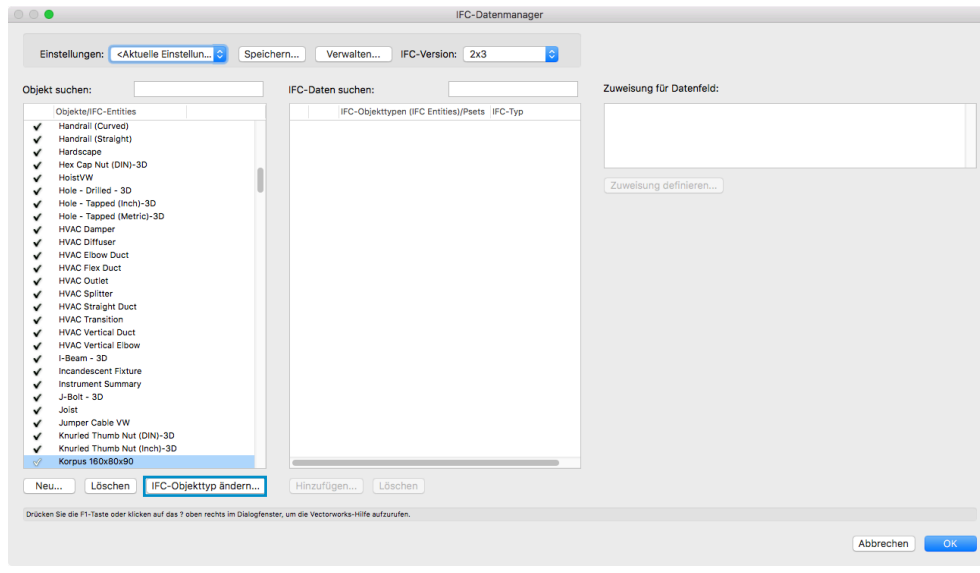 IFC-Datenmanager
Einstellungen: <Aktuelle Einstellun... Speichern... Verwalten... IFC-Version: 2x3
Objekt suchen:
IFC-Daten suchen:
Zuweisung für Datenfeld:
Objekte/IFC-Entities
IFC-Objekttypen (IFC Entities)/Psets IFC-Typ
Handrail (Curved)
Handrail (Straight)
Hardscape
Hex Cap Nut (DIN)-3D
HoistVW
Hole - Drilled - 3D
Hole - Tapped (Inch)-3D
Hole - Tapped (Metric)-3D
HVAC Damper
HVAC Diffuser
HVAC Elbow Duct
HVAC Flex Duct
HVAC Outlet
HVAC Splitter
HVAC Straight Duct
HVAC Transition
HVAC Vertical Duct
HVAC Vertical Elbow
I-Beam - 3D
Incandescent Fixture
Instrument Summary
J-Bolt - 3D
Joist
Jumper Cable VW
Knurled Thumb Nut (DIN)-3D
Knurled Thumb Nut (Inch)-3D
Korpus 160x80x90
Zuweisung definieren...
Neu... Löschen IFC-Objekttyp ändern... Hinzufügen... Löschen
Drücken Sie die F1-Taste oder klicken auf das ? oben rechts im Dialogfenster, um die Vectorworks-Hilfe aufzurufen.
Abbrechen OK